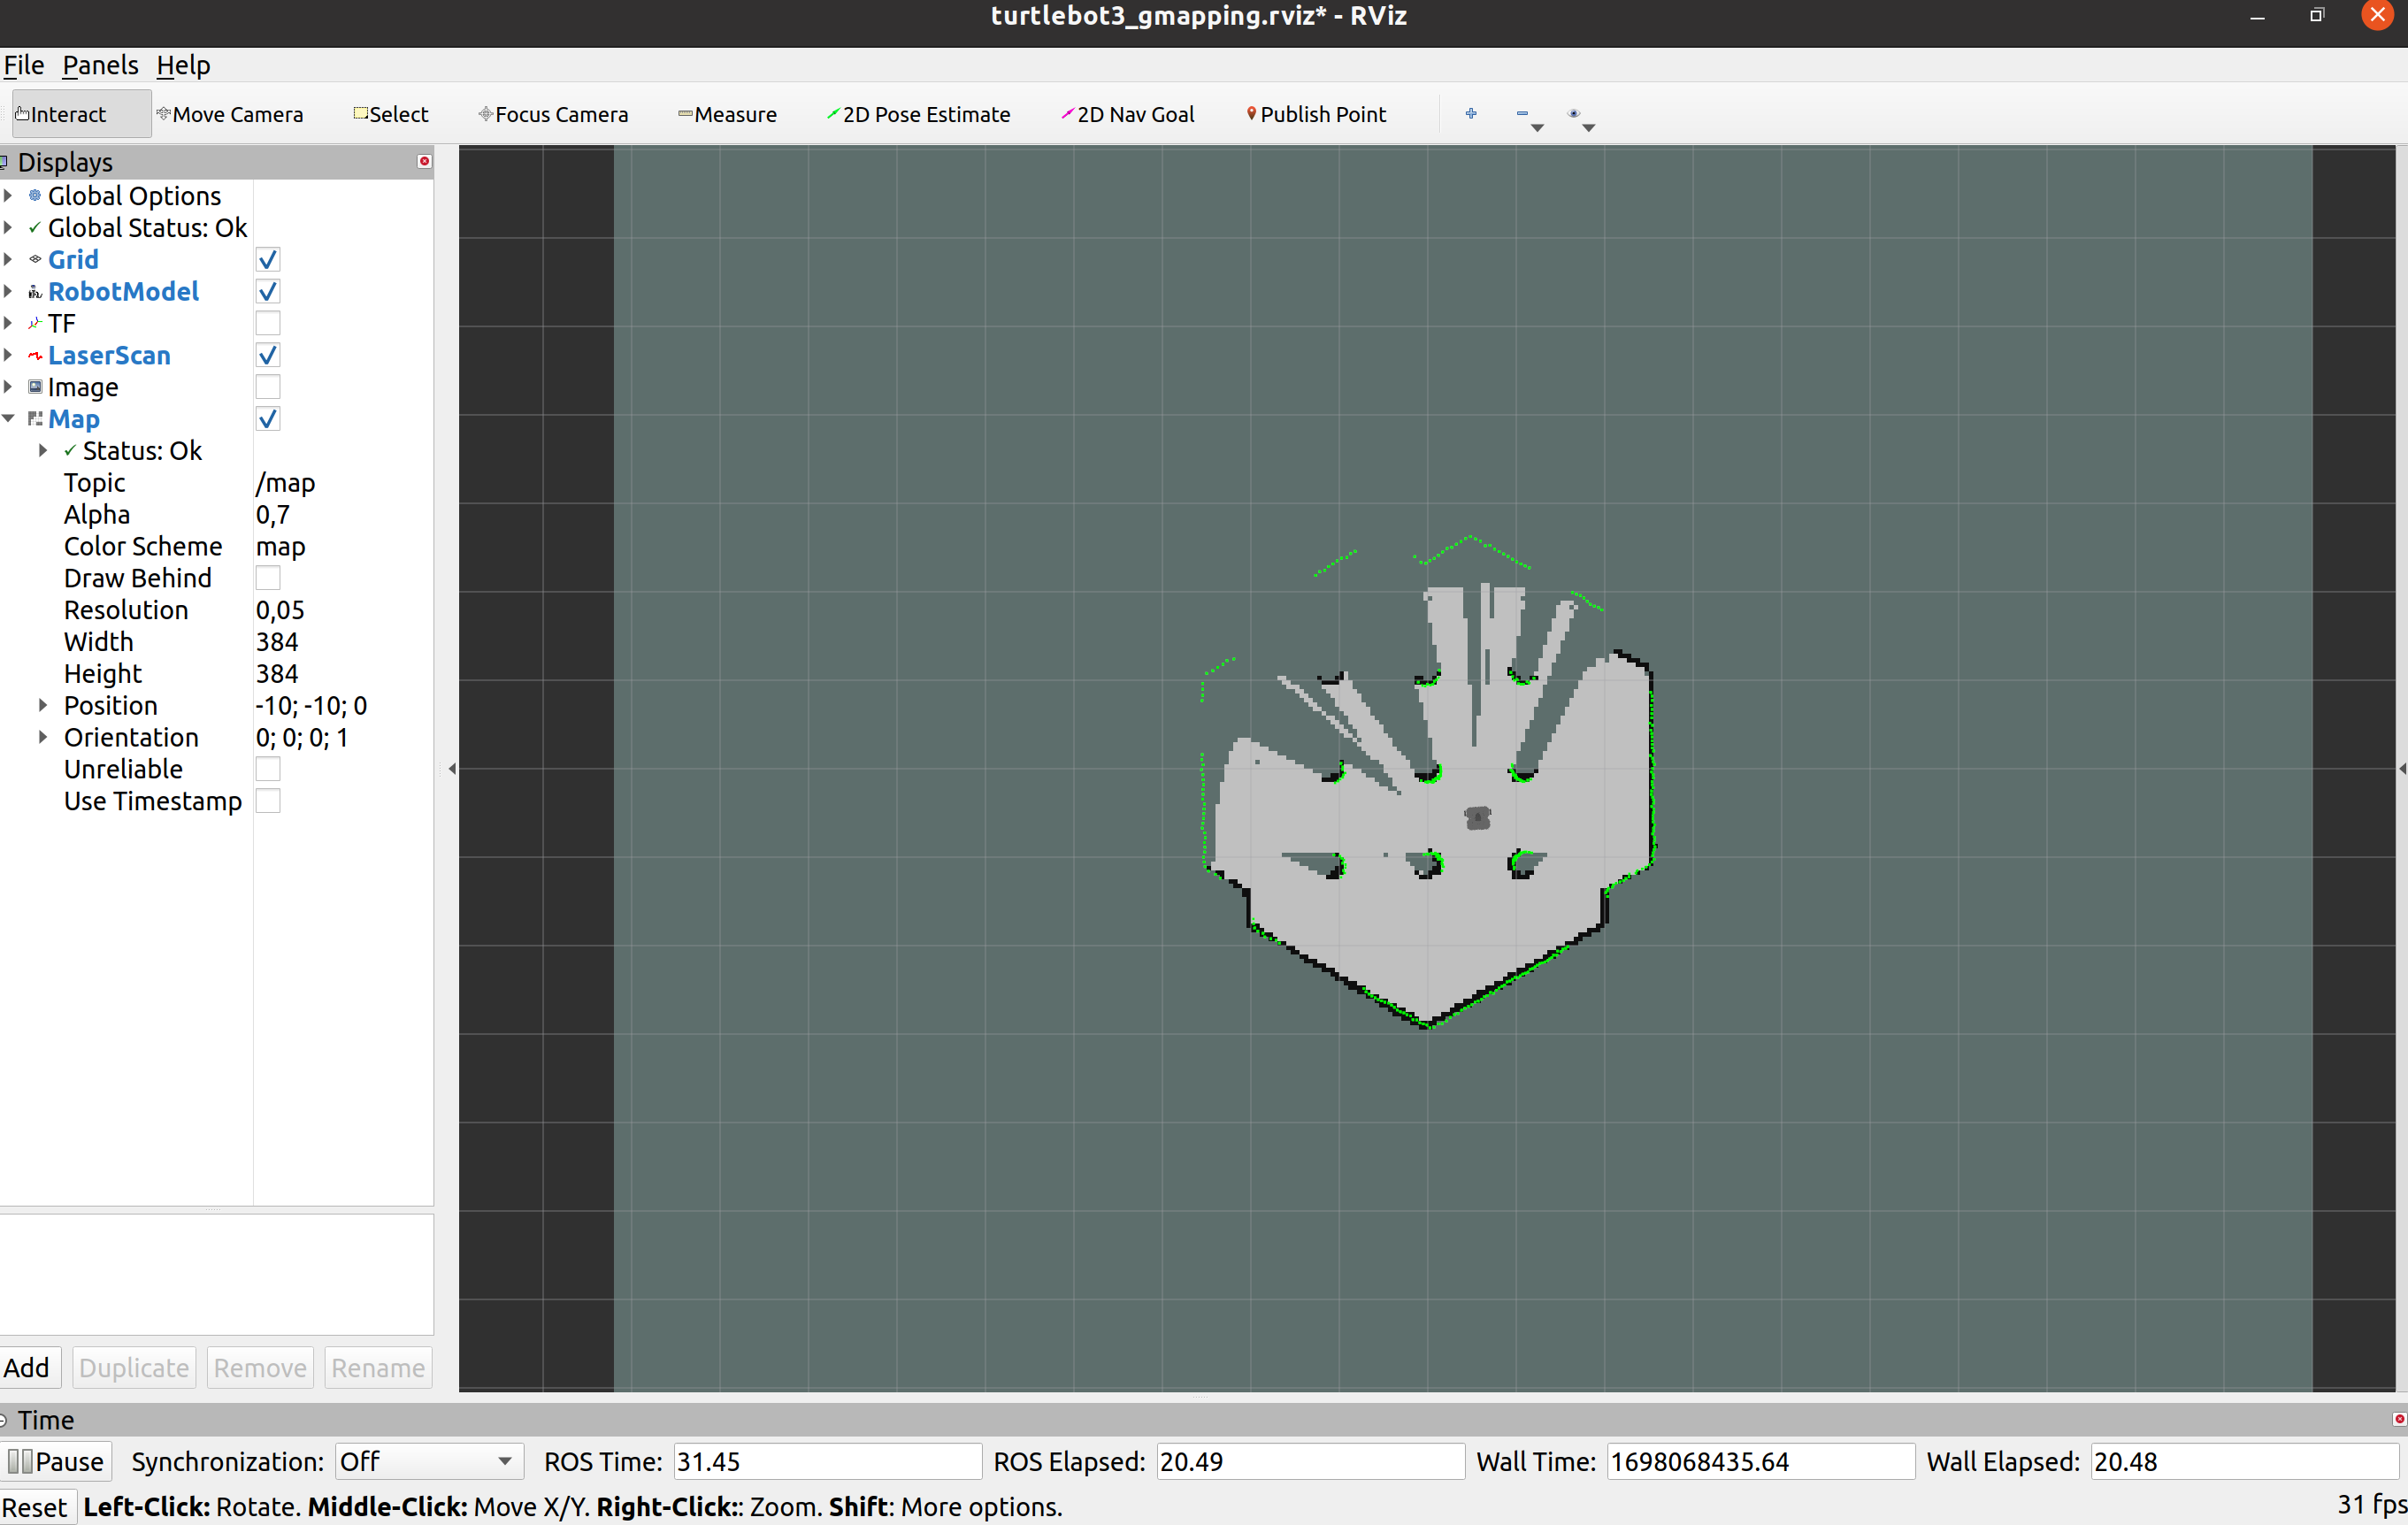 turtlebot3_gmapping.rviz* - RViz
File Panels Help
Interact Move Camera Select Focus Camera Measure 2D Pose Estimate 2D Nav Goal Publish Point
Displays
Global Options
Global Status: Ok
Grid
RobotModel
TF
LaserScan
Image
Map
Status: Ok
Topic /map
Alpha 0,7
Color Scheme map
Draw Behind
Resolution 0,05
Width 384
Height 384
Position -10; -10; 0
Orientation 0; 0; 0; 1
Unreliable
Use Timestamp
Add Duplicate Remove Rename
Time
Pause Synchronization: Off ROS Time: 31.45 ROS Elapsed: 20.49 Wall Time: 1698068435.64 Wall Elapsed: 20.48
Reset Left-Click: Rotate. Middle-Click: Move X/Y. Right-Click:: Zoom. Shift: More options. 31 fps